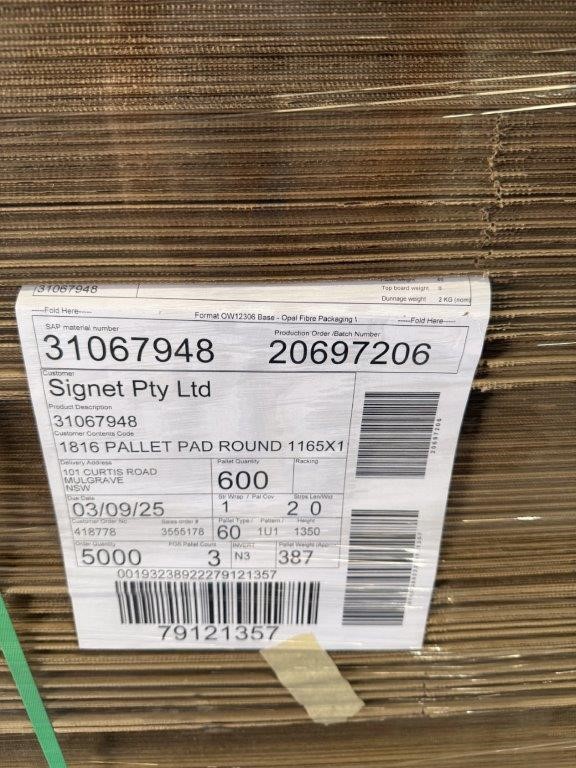 31067948
Top board weight
Dunnage weight 2 KG (nom)
-----Fold Here-----
Format OW12306 Base - Opal Fibre Packaging \
-----Fold Here-----
SAP material number
Production Order /Batch Number
31067948
20697206
Customer
Signet Pty Ltd
Product Description
31067948
Customer Contents Code
1816 PALLET PAD ROUND 1165X1
Delivery Address
Pallet Quantity
Racking
101 CURTIS ROAD
MULGRAVE
NSW
600
Due Date
Str Wrap / Pal Cov
Strps Len/Wid
03/09/25
1
2 0
Customer Order No
Sales order #
Pallet Type /
Pattern /
Height
418778
3555178
60
1U1
1350
Order Quantity
Pallet Count
Pallet Weight
5000
3
N3
387
00193238922279121357
79121357
20697206